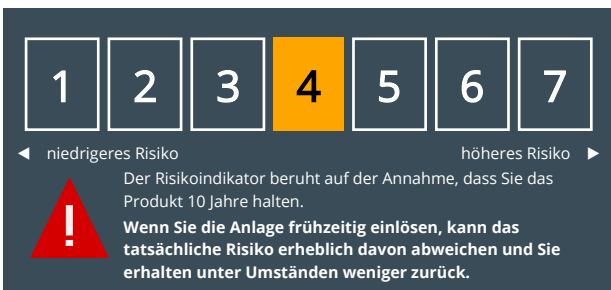 1 2 3 4 5 6 7
niedrigeres Risiko höheres Risiko
Der Risikoindikator beruht auf der Annahme, dass Sie das
Produkt 10 Jahre halten.
Wenn Sie die Anlage frühzeitig einlösen, kann das
tatsächliche Risiko erheblich davon abweichen und Sie
erhalten unter Umständen weniger zurück.